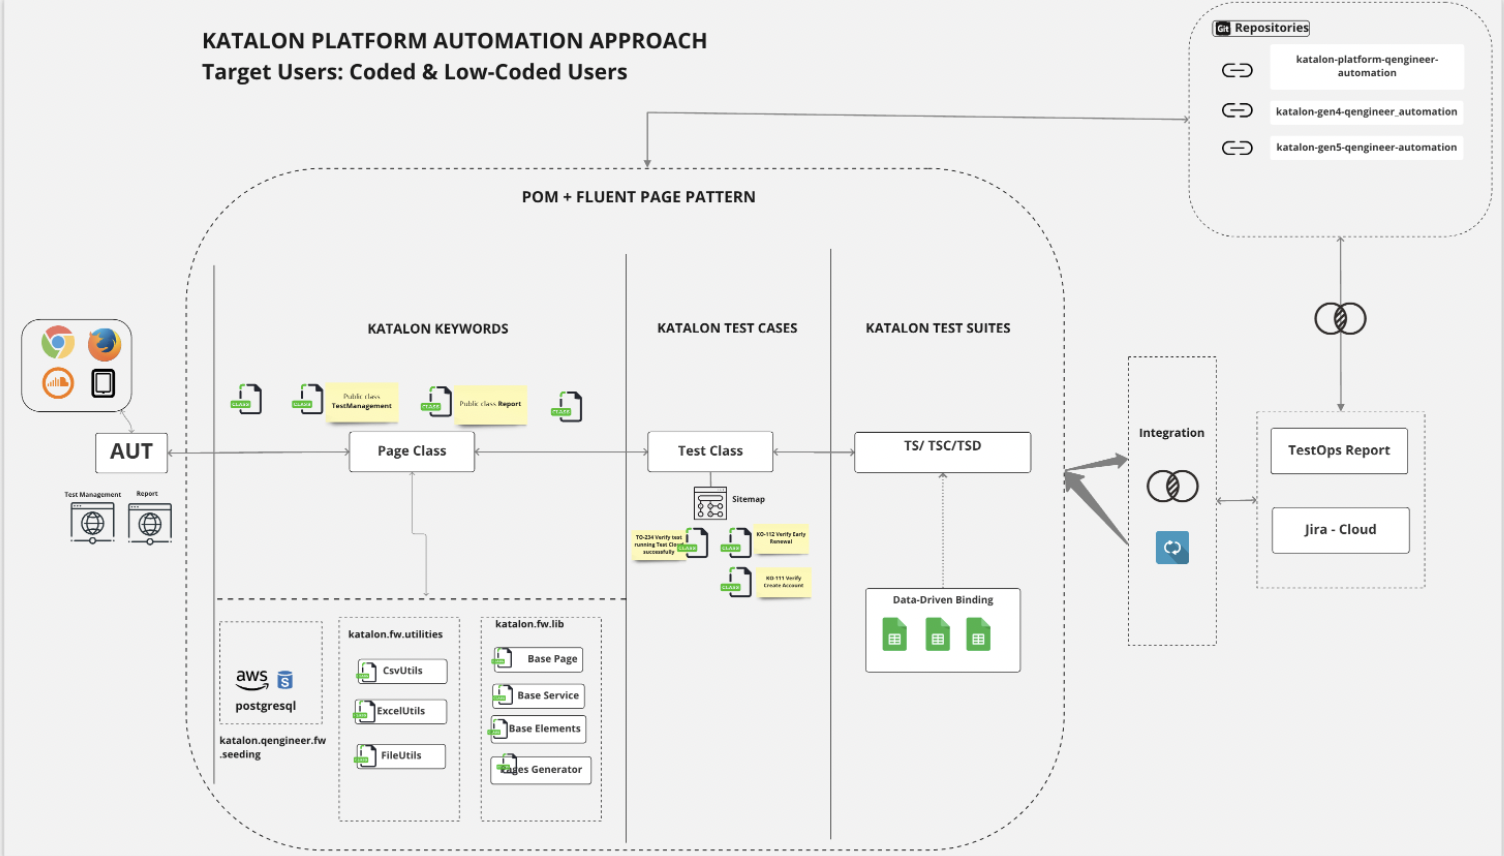 KATALON PLATFORM AUTOMATION APPROACH
Target Users: Coded & Low-Coded Users
Git Repositories
katalon-platform-qengineer-
automation
katalon-gen4-qengineer_automation
katalon-gen5-qengineer-automation
POM + FLUENT PAGE PATTERN
KATALON KEYWORDS
KATALON TEST CASES
KATALON TEST SUITES
CLASS
CLASS
Public class
TestManagement
CLASS
Public class Report
CLASS
AUT
Page Class
Test Class
TS/ TSC/TSD
Integration
TestOps Report
Jira - Cloud
Test Management
Report
Sitemap
TO-234 Verify test
running Test Cloud
successfully
CLASS
CLASS
KO-112 Verify Early
Renewal
CLASS
KO-111 Verify
Create Account
Data-Driven Binding
aws
S
postgresql
katalon.qengineer.fw
.seeding
katalon.fw.utilities
CsvUtils
ExcelUtils
FileUtils
katalon.fw.lib
Base Page
Base Service
Base Elements
Pages Generator